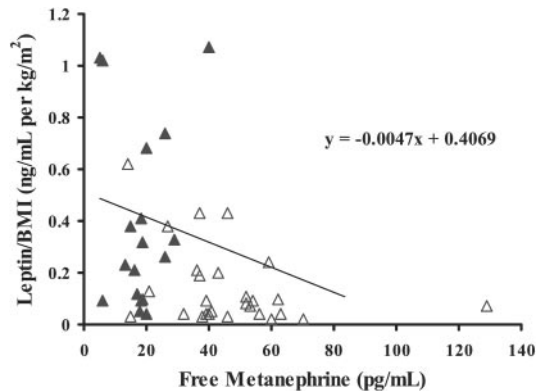 Leptin/BMI (ng/mL per kg/m²)
1.2
1
0.8
0.6
0.4
0.2
0
y = -0.0047x + 0.4069
0 20 40 60 80 100 120 140
Free Metanephrine (pg/mL)